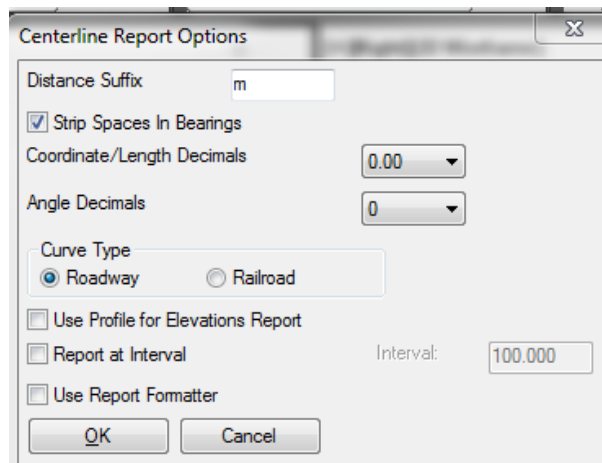 Centerline Report Options
Distance Suffix m
Strip Spaces In Bearings
Coordinate/Length Decimals 0.00
Angle Decimals 0
Curve Type
Roadway Railroad
Use Profile for Elevations Report
Report at Interval Interval: 100.000
Use Report Formatter
OK Cancel